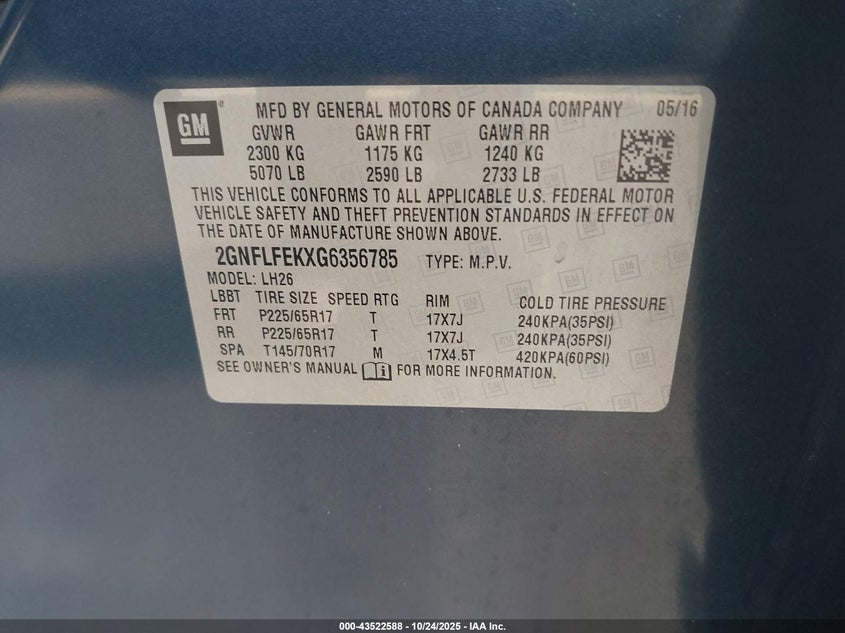 GM ® MFD BY GENERAL MOTORS OF CANADA COMPANY 05/16
GVWR GAWR FRT GAWR RR
2300 KG 1175 KG 1240 KG
5070 LB 2590 LB 2733 LB
THIS VEHICLE CONFORMS TO ALL APPLICABLE U.S. FEDERAL MOTOR
VEHICLE SAFETY AND THEFT PREVENTION STANDARDS IN EFFECT ON
THE DATE OF MANUFACTURE SHOWN ABOVE.
2GNFLFEKXG6356785 TYPE: M.P.V.
MODEL: LH26
LBBT TIRE SIZE SPEED RTG RIM COLD TIRE PRESSURE
FRT P225/65R17 T 17X7J 240KPA(35PSI)
RR P225/65R17 T 17X7J 240KPA(35PSI)
SPA T145/70R17 M 17X4.5T 420KPA(60PSI)
SEE OWNER'S MANUAL FOR MORE INFORMATION.
000-43522588 - 10/24/2025 - IAA Inc.